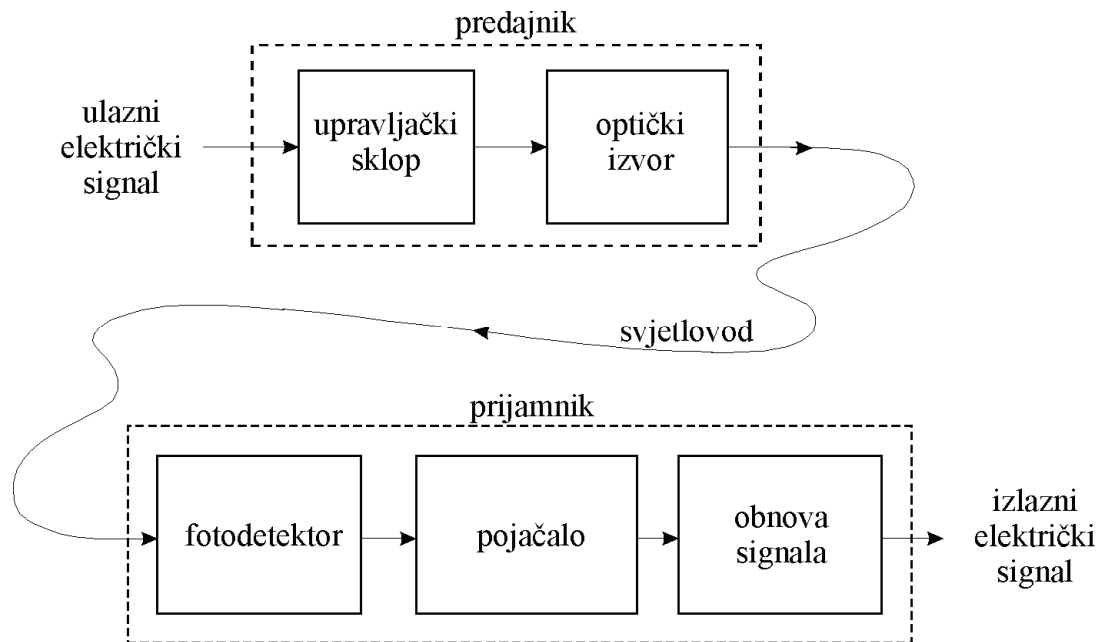 predajnik
ulazni
električki
signal
upravljački
sklop
optički
izvor
svjetlovod
prijamnik
fotodetektor
pojačalo
obnova
signala
izlazni
električki
signal